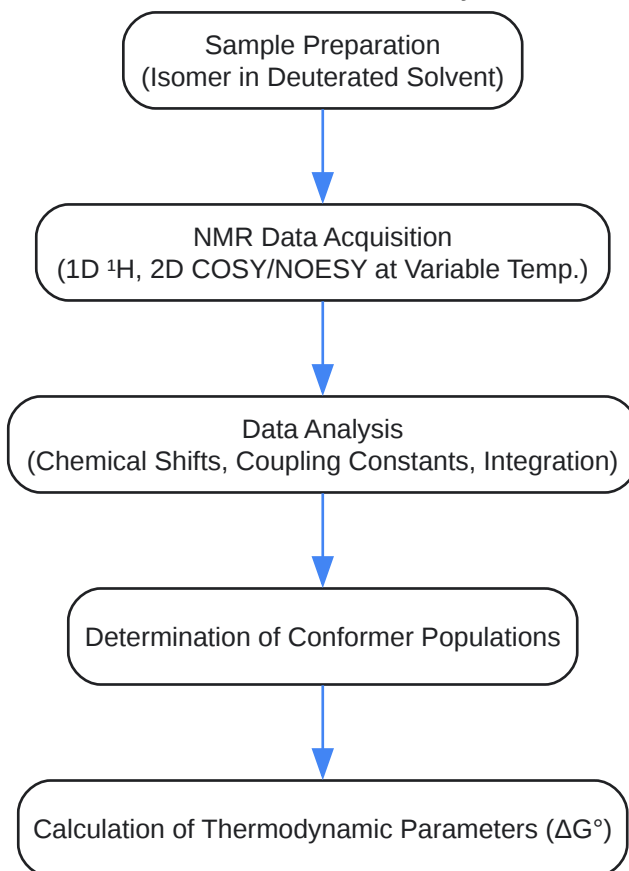 Sample Preparation
(Isomer in Deuterated Solvent)
NMR Data Acquisition
(1D ¹H, 2D COSY/NOESY at Variable Temp.)
Data Analysis
(Chemical Shifts, Coupling Constants, Integration)
Determination of Conformer Populations
Calculation of Thermodynamic Parameters (ΔG°)